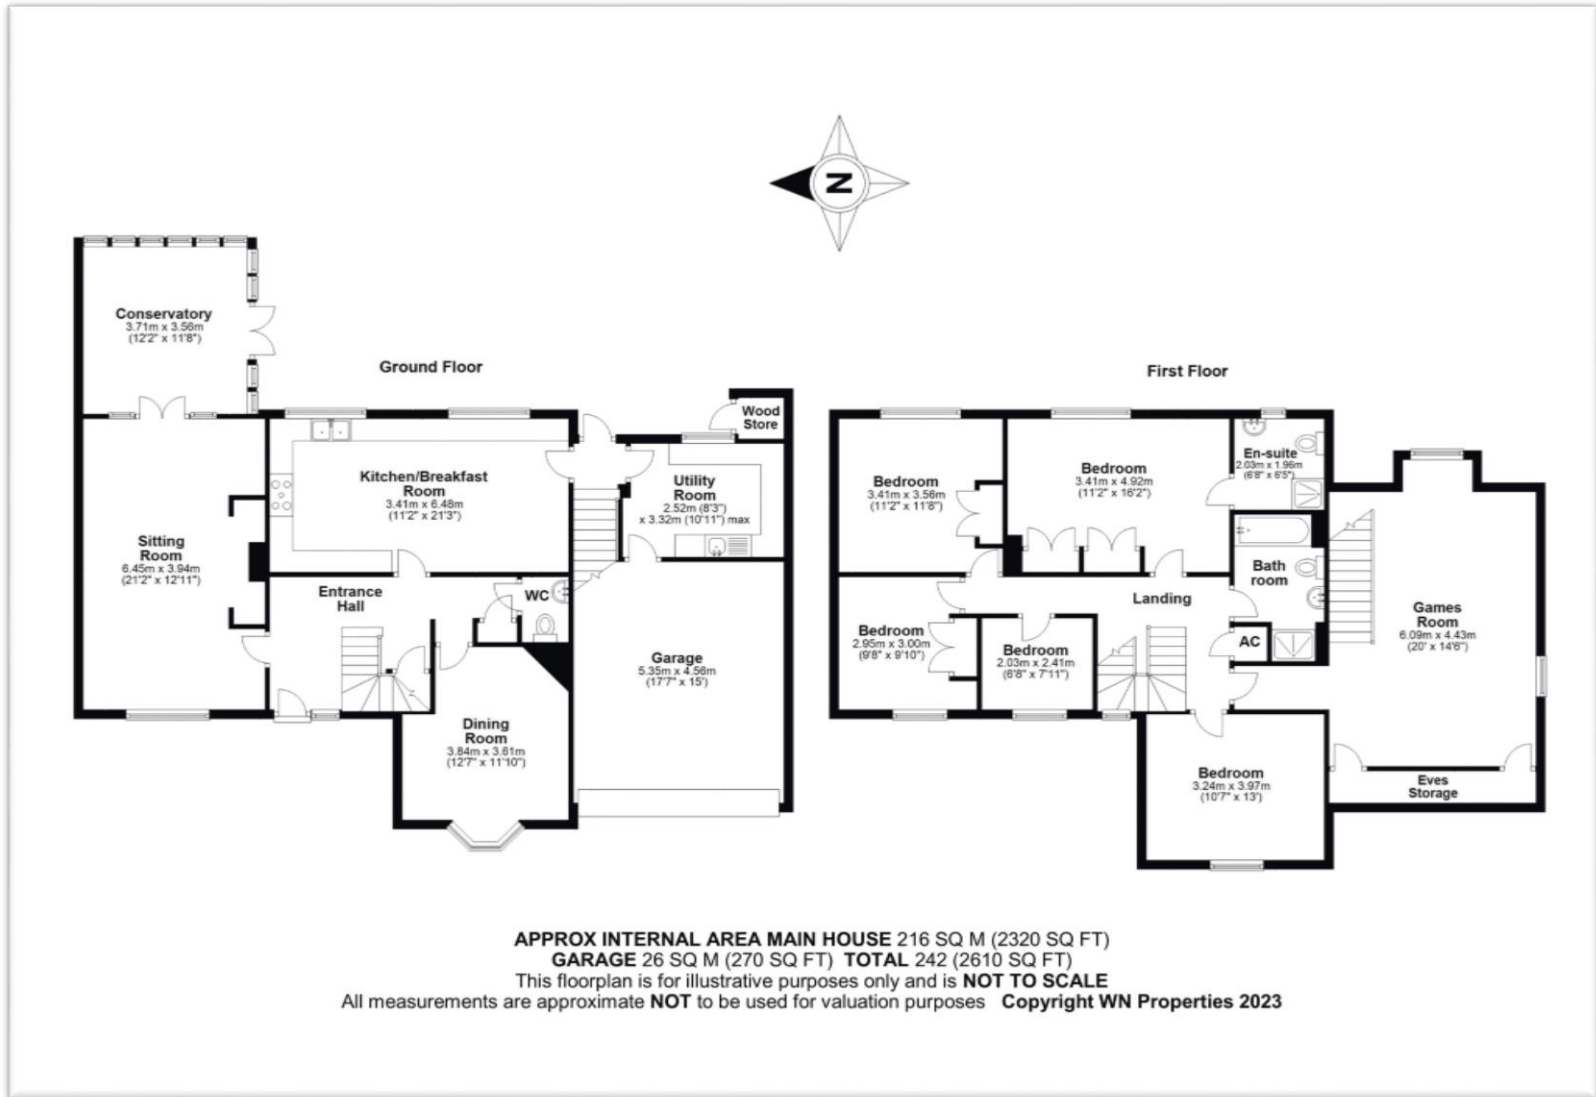 N
Conservatory
3.71m x 3.56m
(12'2" x 11'8")
Ground Floor
Wood
Store
Kitchen/Breakfast
Room
3.41m x 6.48m
(11'2" x 21'3")
Utility
Room
2.52m (8'3")
x 3.32m (10'11") max
Sitting
Room
6.45m x 3.94m
(21'2" x 12'11")
Entrance
Hall
WC
Garage
5.35m x 4.56m
(17'7" x 15')
Dining
Room
3.84m x 3.61m
(12'7" x 11'10")
First Floor
Bedroom
3.41m x 3.56m
(11'2" x 11'8")
Bedroom
3.41m x 4.92m
(11'2" x 16'2")
En-suite
2.03m x 1.96m
(6'8" x 6'5")
Bath
room
Landing
AC
Games
Room
6.09m x 4.43m
(20' x 14'6")
Bedroom
2.95m x 3.00m
(9'8" x 9'10")
Bedroom
2.03m x 2.41m
(6'8" x 7'11")
Bedroom
3.24m x 3.97m
(10'7" x 13')
Eves
Storage
APPROX INTERNAL AREA MAIN HOUSE 216 SQ M (2320 SQ FT)
GARAGE 26 SQ M (270 SQ FT) TOTAL 242 (2610 SQ FT)
This floorplan is for illustrative purposes only and is NOT TO SCALE
All measurements are approximate NOT to be used for valuation purposes Copyright WN Properties 2023